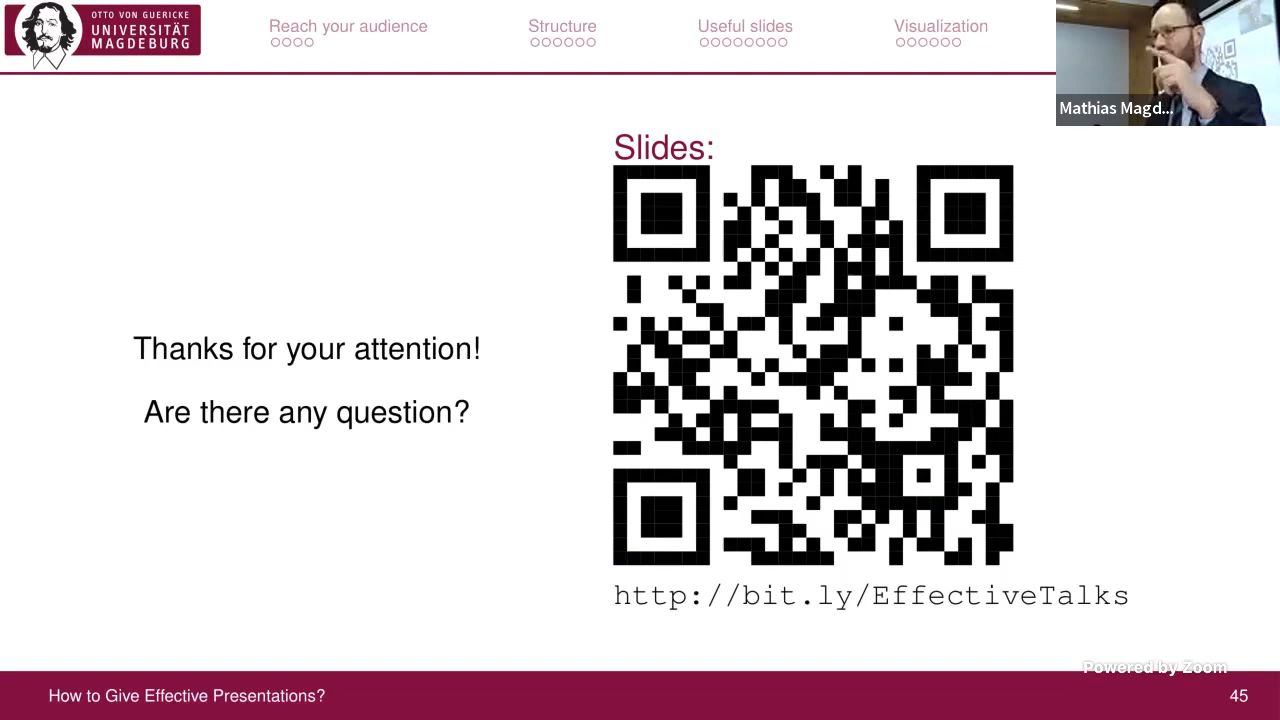 OTTO VON GUERICKE
UNIVERSITÄT
MAGDEBURG
Reach your audience
Structure
Useful slides
Visualization
Mathias Magd...
Slides:
Thanks for your attention!
Are there any question?
http://bit.ly/EffectiveTalks
Powered by Zoom
How to Give Effective Presentations?
45